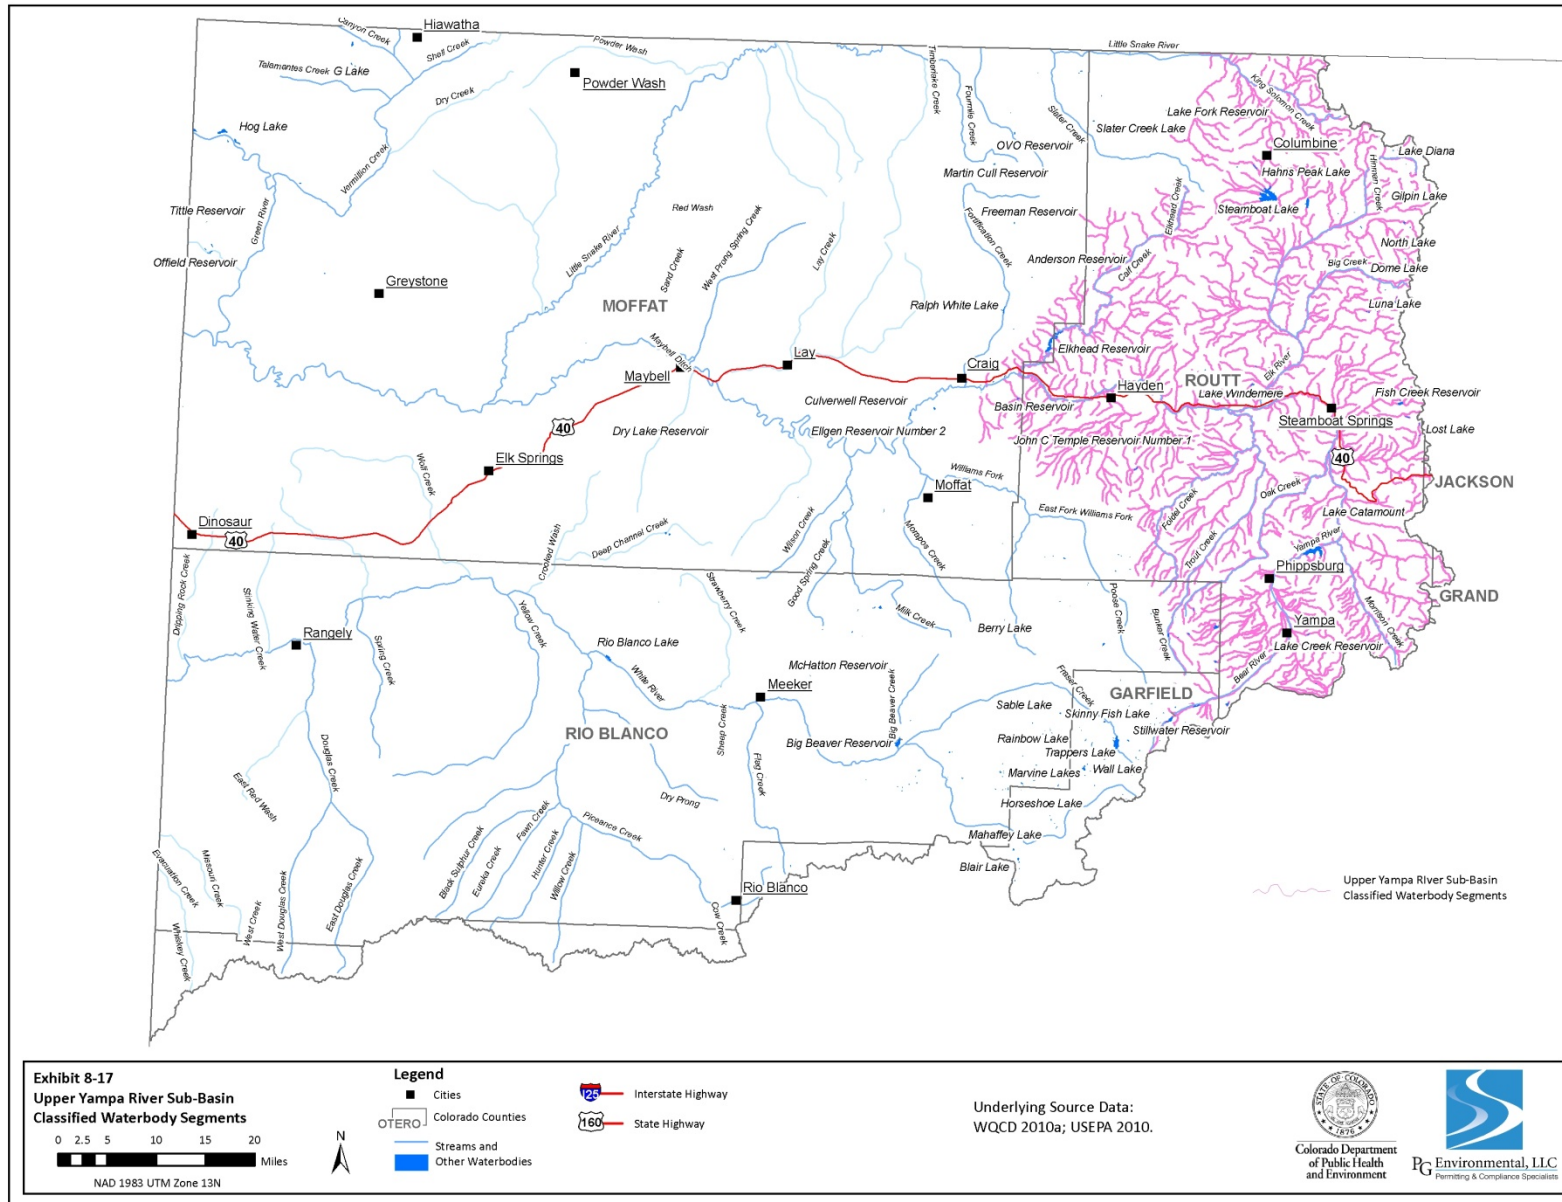 Canyon Creek
Hiawatha
Shell Creek
Powder Wash
Little Snake River
Talamantes Creek
G Lake
Powder Wash
Dry Creek
Timberlake Creek
Fourmile Creek
King Solomon Creek
Lake Fork Reservoir
Slater Creek
Slater Creek Lake
Hog Lake
Columbine
OVO Reservoir
Lake Diana
Vermillion Creek
Martin Cull Reservoir
Hahns Peak Lake
Hinman Creek
Gilpin Lake
Tittle Reservoir
Green River
Red Wash
West Prong Spring Creek
Freeman Reservoir
Elkhead Creek
Steamboat Lake
Little Snake River
Lay Creek
Fortification Creek
North Lake
Offield Reservoir
Sand Creek
Anderson Reservoir
Calf Creek
Big Creek
Dome Lake
Greystone
MOFFAT
Ralph White Lake
Luna Lake
Maybell Ditch
Lay
Elkhead Reservoir
Maybell
Craig
Elk River
Hayden
ROUTT
Lake Windemere
Fish Creek Reservoir
Culverwell Reservoir
Basin Reservoir
Steamboat Springs
40
Dry Lake Reservoir
Ellgen Reservoir Number 2
John C Temple Reservoir Number 1
Lost Lake
Elk Springs
Wolf Creek
40
Williams Fork
Moffat
Oak Creek
JACKSON
Foidel Creek
East Fork Williams Fork
Lake Catamount
Dinosaur
40
Crooked Wash
Deep Channel Creek
Wilson Creek
Morapos Creek
Trout Creek
Yampa River
Phippsburg
Dripping Rock Creek
Stinking Water Creek
Good Spring Creek
Strawberry Creek
Yellow Creek
Milk Creek
Poose Creek
Bunker Creek
Morrison Creek
GRAND
Rangely
Spring Creek
Rio Blanco Lake
Berry Lake
Yampa
Lake Creek Reservoir
White River
McHatton Reservoir
Meeker
Big Beaver Creek
Fraser Creek
GARFIELD
Bear River
Sable Lake
Skinny Fish Lake
Stillwater Reservoir
RIO BLANCO
Sheep Creek
Big Beaver Reservoir
Rainbow Lake
Trappers Lake
Douglas Creek
Flag Creek
Marvine Lakes
Wall Lake
East Red Wash
Dry Prong
Horseshoe Lake
Fawn Creek
Piceance Creek
Mahaffey Lake
Black Sulphur Creek
Eureka Creek
Hunter Creek
Willow Creek
Blair Lake
Evacuation Creek
Missouri Creek
Rio Blanco
West Creek
West Douglas Creek
East Douglas Creek
Cow Creek
Whiskey Creek
Upper Yampa River Sub-Basin
Classified Waterbody Segments
Exhibit 8-17
Upper Yampa River Sub-Basin
Classified Waterbody Segments
0 2.5 5 10 15 20
Miles
NAD 1983 UTM Zone 13N
N
Legend
Cities
OTERO
Colorado Counties
Streams and
Other Waterbodies
I25
Interstate Highway
160
State Highway
Underlying Source Data:
WQCD 2010a; USEPA 2010.
STATE OF COLORADO
1876
Colorado Department
of Public Health
and Environment
PG Environmental, LLC
Permitting & Compliance Specialists